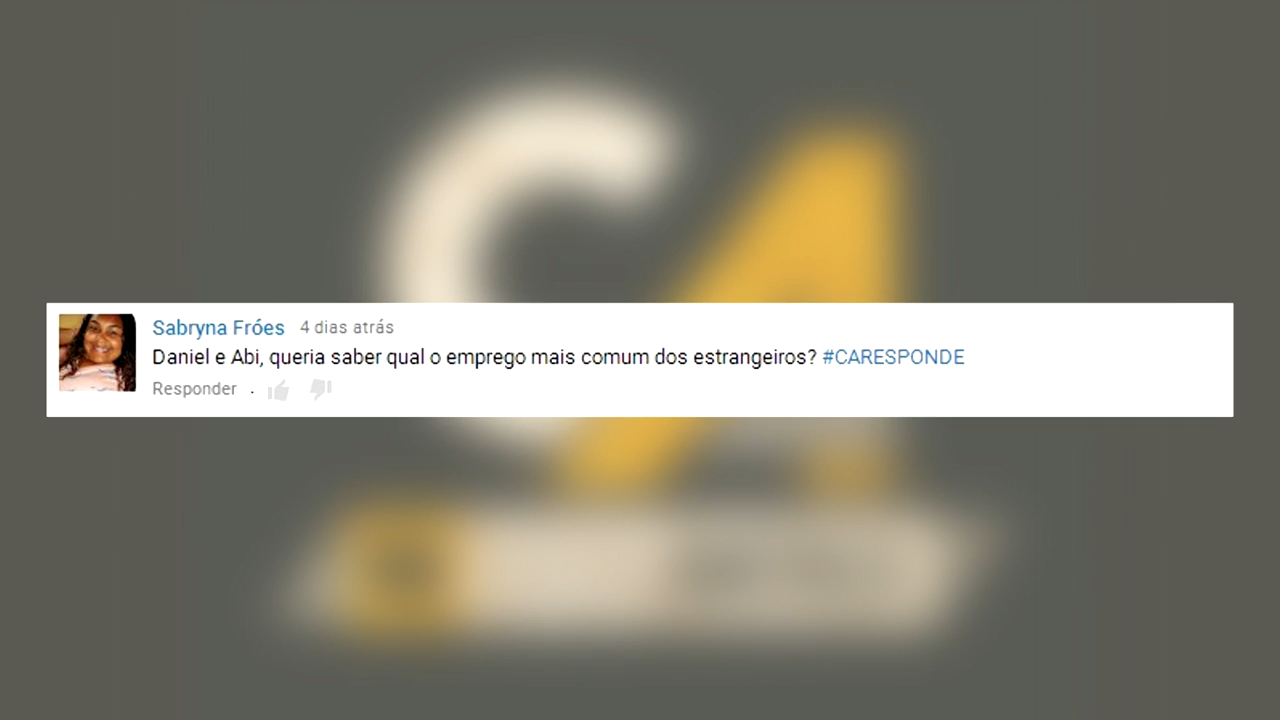 Sabryna Fróes 4 dias atrás
Daniel e Abi, queria saber qual o emprego mais comum dos estrangeiros? #CARESPONDE
Responder .